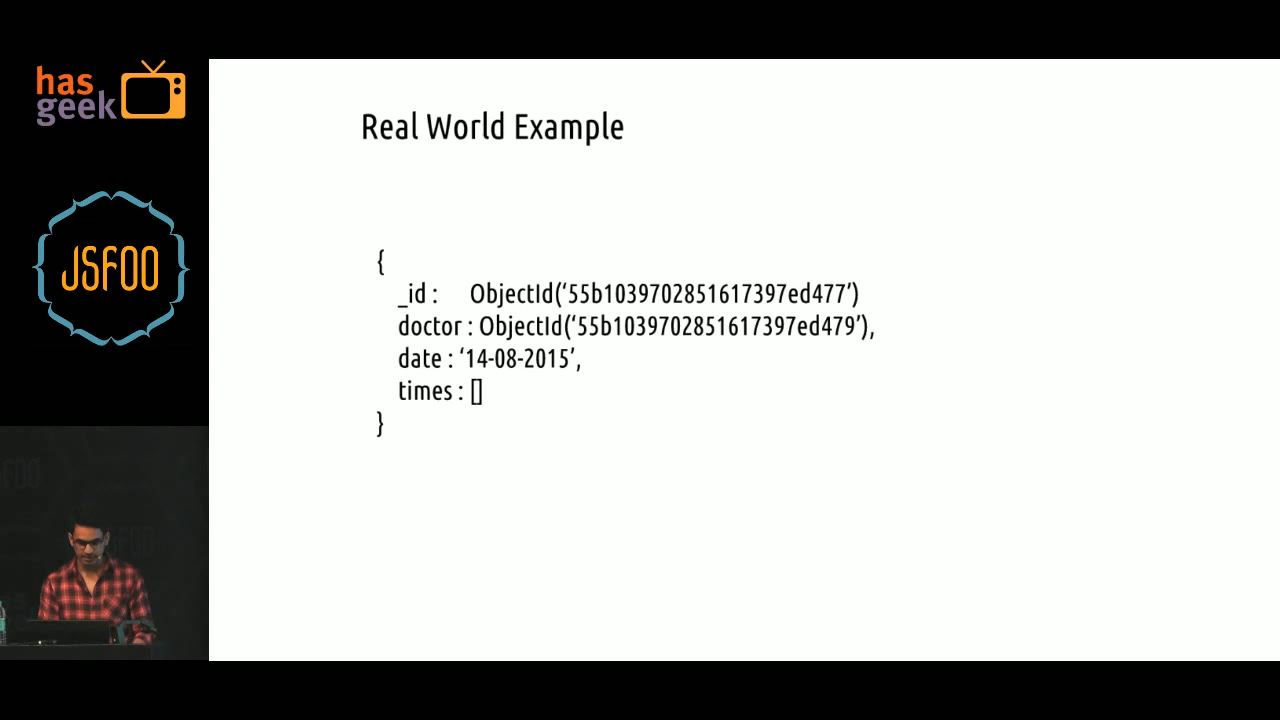 has
geek
JSFOO
Real World Example
{
_id : ObjectId(‘55b1039702851617397ed477’)
doctor : ObjectId(‘55b1039702851617397ed479’),
date : ‘14-08-2015’,
times : []
}